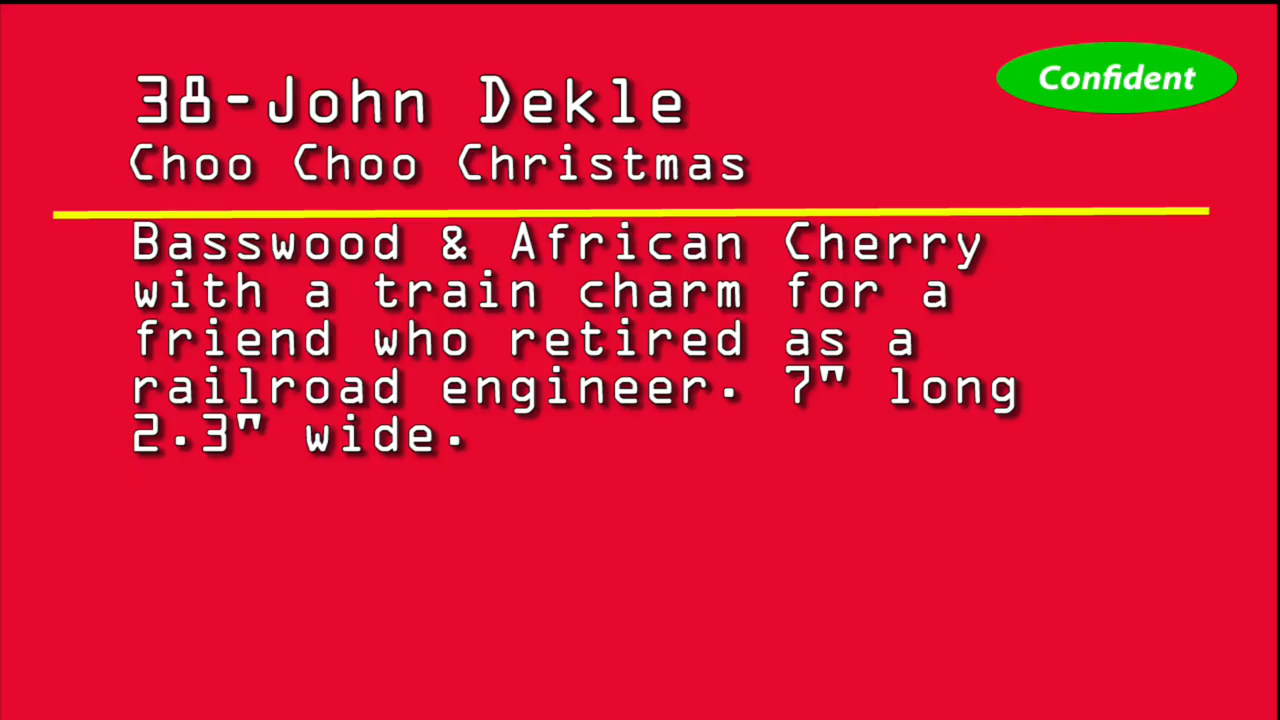 38-John Dekle
Confident
Choo Choo Christmas
Basswood & African Cherry
with a train charm for a
friend who retired as a
railroad engineer. 7" long
2.3" wide.